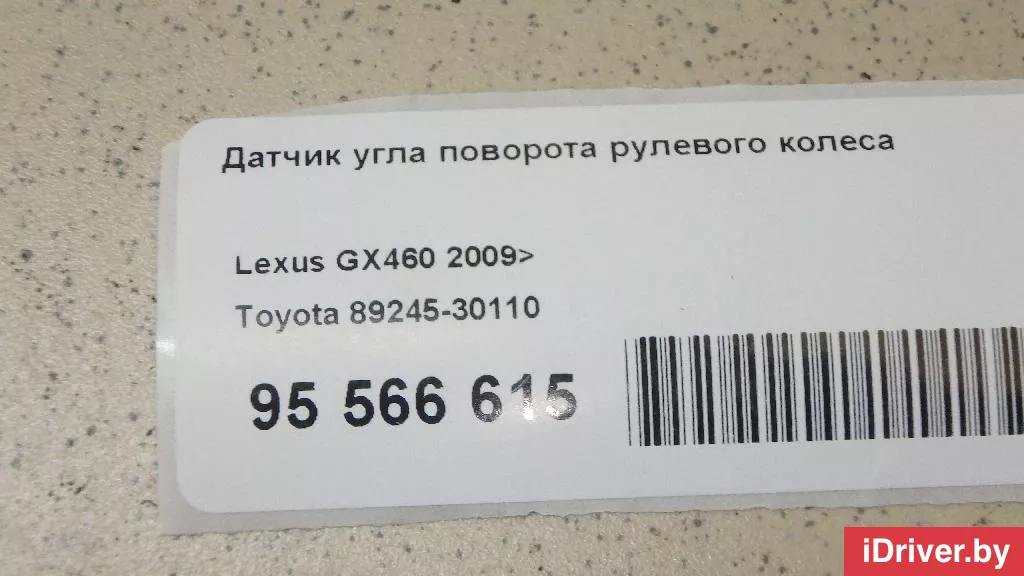 Датчик угла поворота рулевого колеса
Lexus GX460 2009>
Toyota 89245-30110
95 566 615
iDriver.by